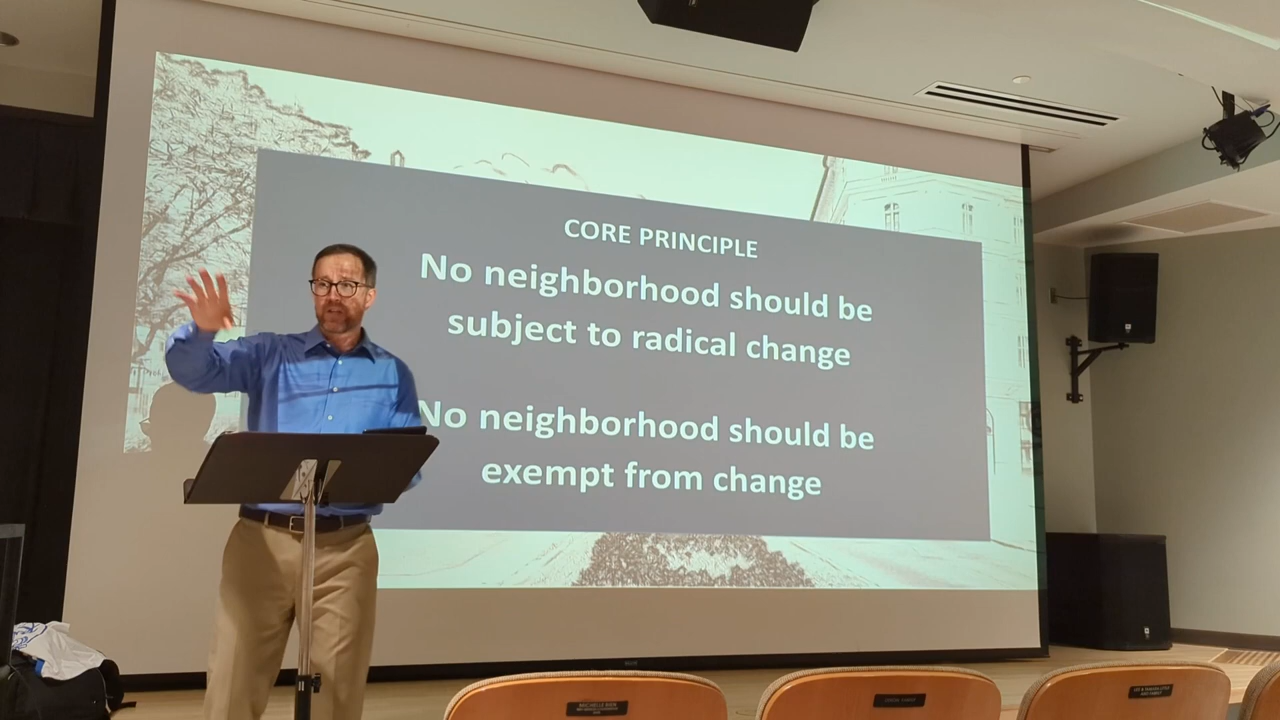 CORE PRINCIPLE
No neighborhood should be
subject to radical change
No neighborhood should be
exempt from change